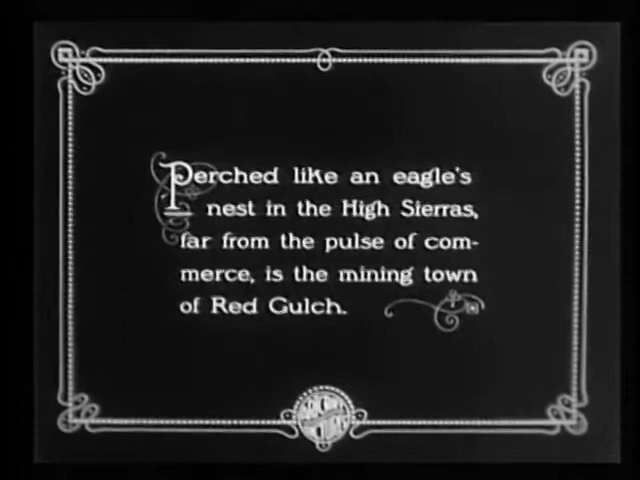 Perched like an eagle's
nest in the High Sierras,
far from the pulse of com-
merce, is the mining town
of Red Gulch.